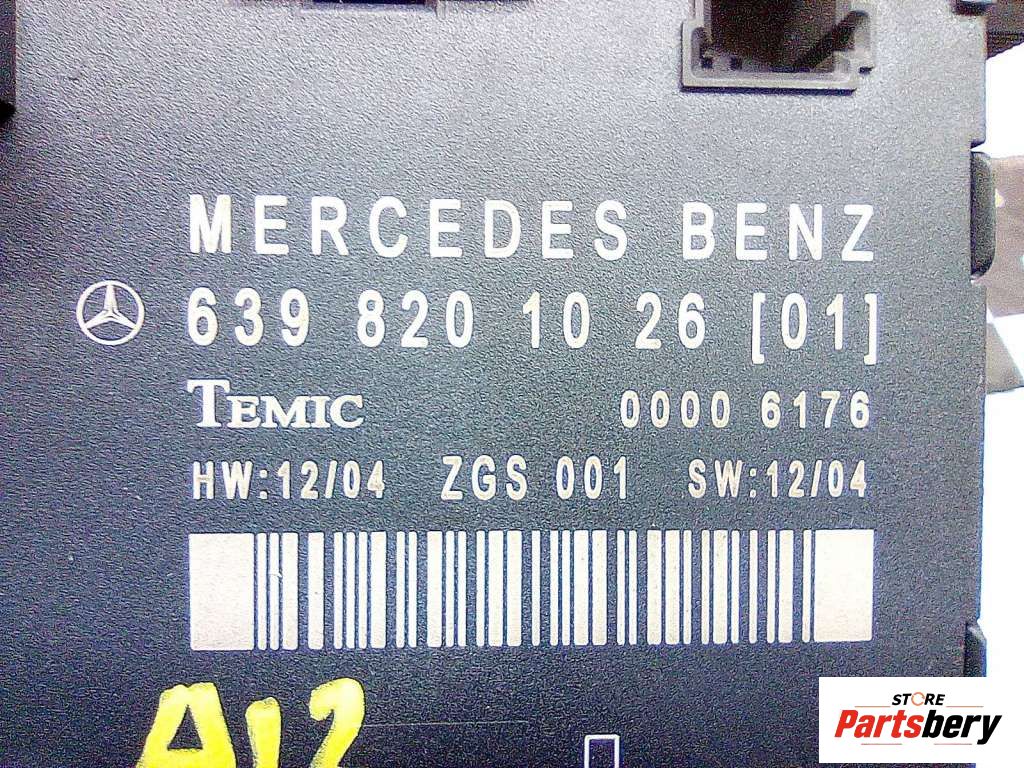 MERCEDES BENZ
639 820 10 26 [01]
TEMIC 0000 6176
HW:12/04 ZGS 001 SW:12/04
A12
STORE
Partsbery